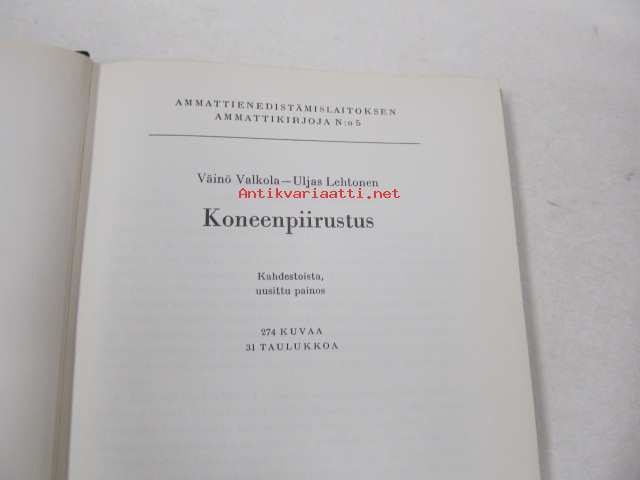 AMMATTIENEDISTÄMISLAITOKSEN
AMMATTIKIRJOJA N:o 5
Väinö Valkola—Uljas Lehtonen
Antikvariaatti.net
Koneenpiirustus
Kahdestoista,
uusittu painos
274 KUVAA
31 TAULUKKOA